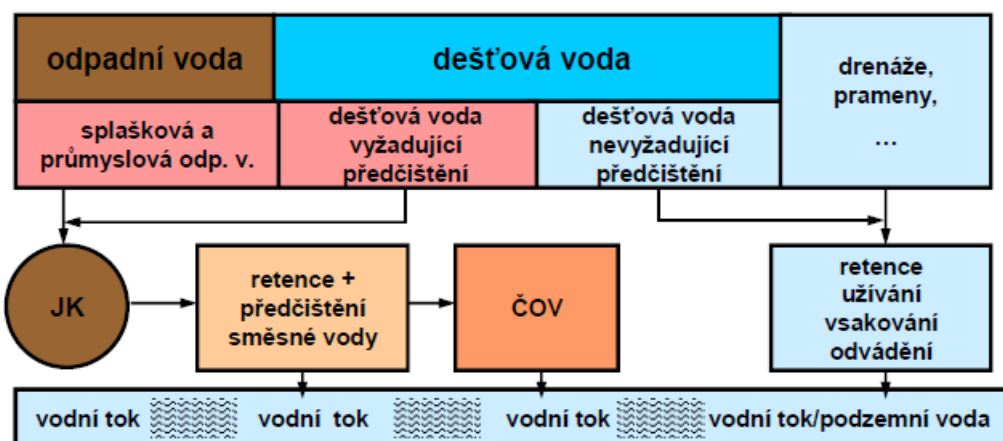 odpadní voda
dešťová voda
drenáže,
prameny,
...
splašková a
průmyslová odp. v.
dešťová voda
vyžadující
předčištění
dešťová voda
nevyžadující
předčištění
JK
retence +
předčištění
směsné vody
ČOV
retence
užívání
vsakování
odvádění
vodní tok
vodní tok
vodní tok
vodní tok/podzemní voda